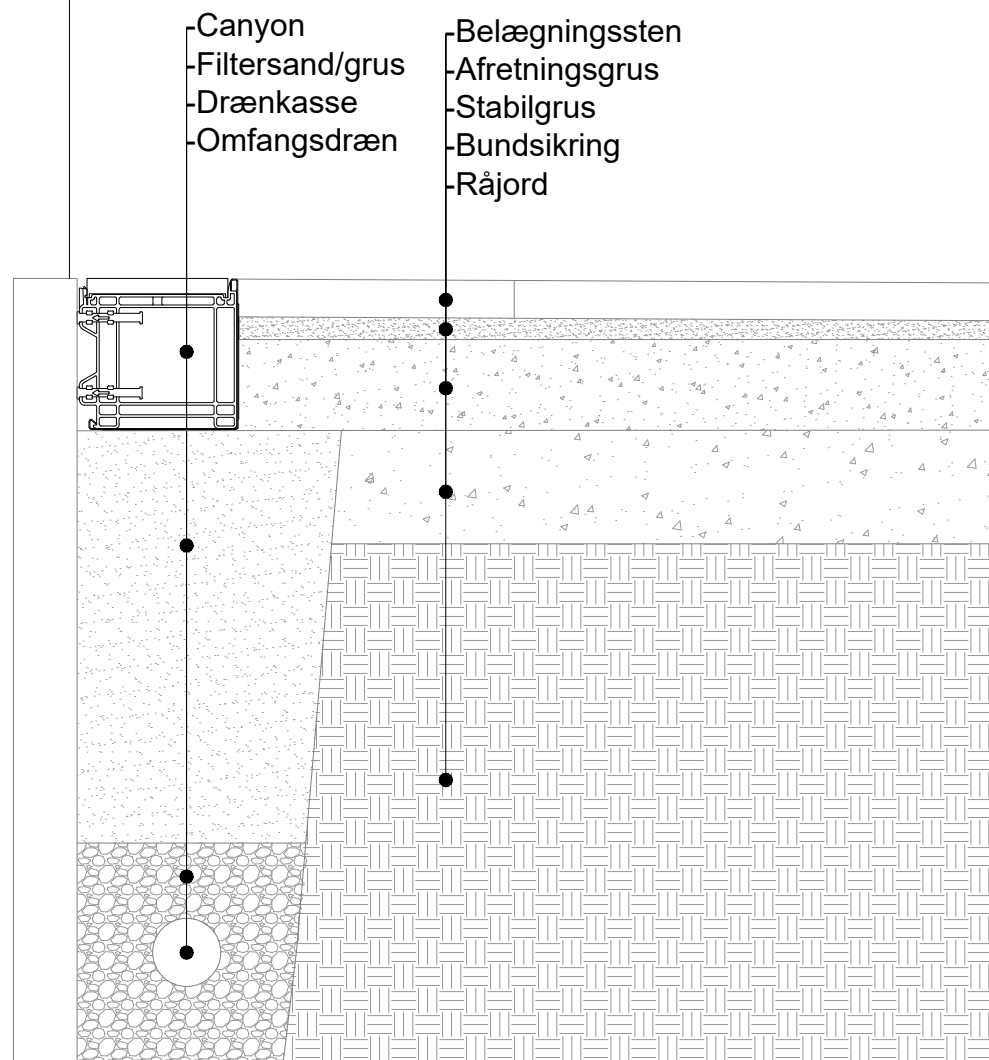 Canyon
Filtersand/grus
Drænkasse
Omfangsdræn
Belægningssten
Afretningsgrus
Stabilgrus
Bundsikring
Råjord